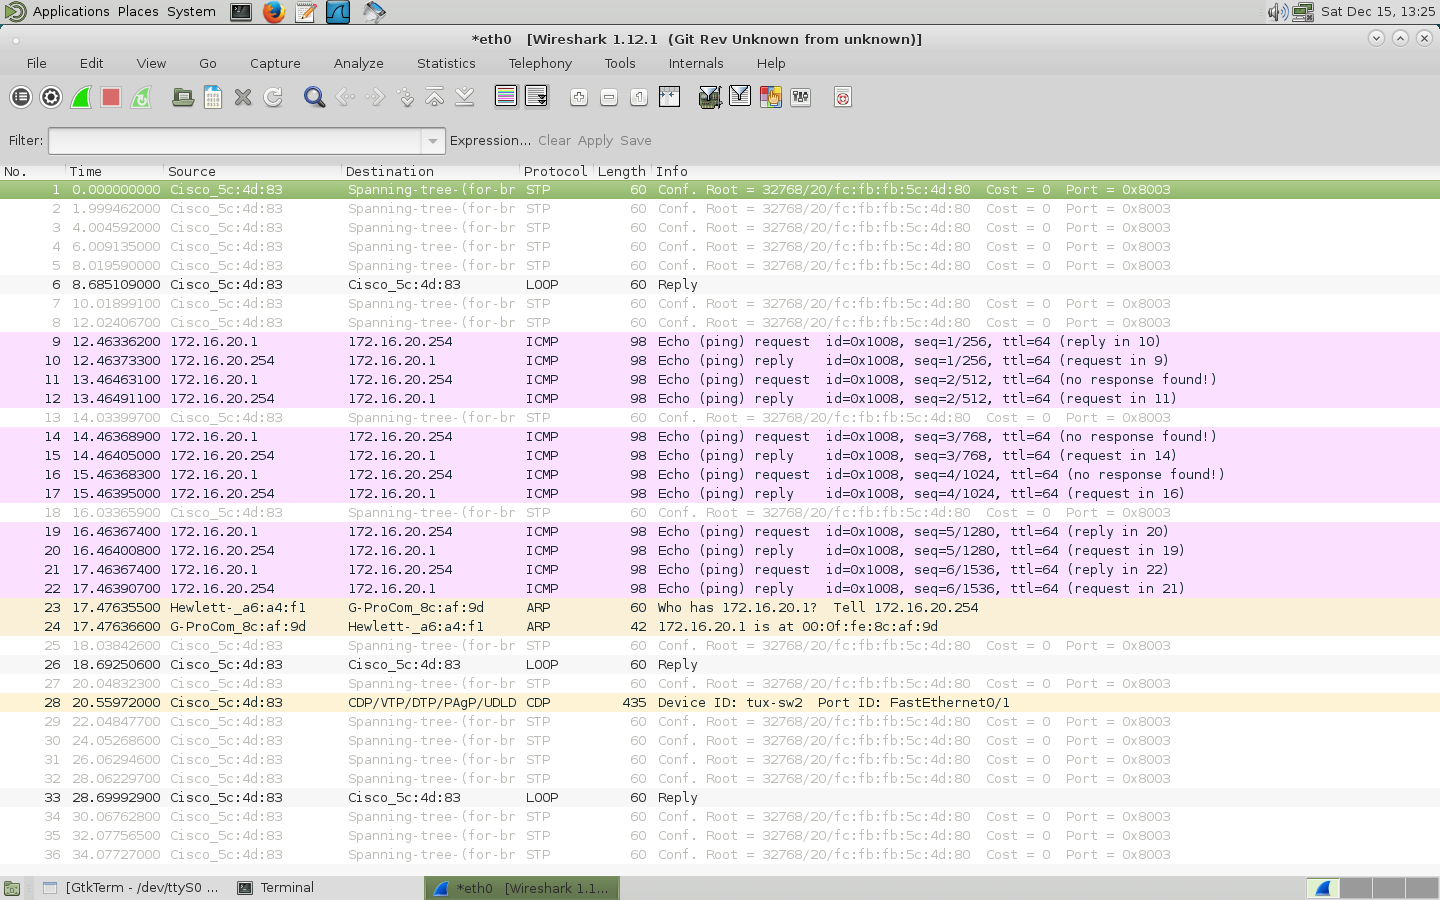 Applications Places System Sat Dec 15, 13:25
*eth0 [Wireshark 1.12.1 (Git Rev Unknown from unknown)]
File Edit View Go Capture Analyze Statistics Telephony Tools Internals Help
Filter: Expression... Clear Apply Save
No. Time Source Destination Protocol Length Info
1 0.000000000 Cisco_5c:4d:83 Spanning-tree-(for-br STP 60 Conf. Root = 32768/20/fc:fb:fb:5c:4d:80 Cost = 0 Port = 0x8003
2 1.999462000 Cisco_5c:4d:83 Spanning-tree-(for-br STP 60 Conf. Root = 32768/20/fc:fb:fb:5c:4d:80 Cost = 0 Port = 0x8003
3 4.004592000 Cisco_5c:4d:83 Spanning-tree-(for-br STP 60 Conf. Root = 32768/20/fc:fb:fb:5c:4d:80 Cost = 0 Port = 0x8003
4 6.009135000 Cisco_5c:4d:83 Spanning-tree-(for-br STP 60 Conf. Root = 32768/20/fc:fb:fb:5c:4d:80 Cost = 0 Port = 0x8003
5 8.019590000 Cisco_5c:4d:83 Spanning-tree-(for-br STP 60 Conf. Root = 32768/20/fc:fb:fb:5c:4d:80 Cost = 0 Port = 0x8003
6 8.685109000 Cisco_5c:4d:83 Cisco_5c:4d:83 LOOP 60 Reply
7 10.01899100 Cisco_5c:4d:83 Spanning-tree-(for-br STP 60 Conf. Root = 32768/20/fc:fb:fb:5c:4d:80 Cost = 0 Port = 0x8003
8 12.02406700 Cisco_5c:4d:83 Spanning-tree-(for-br STP 60 Conf. Root = 32768/20/fc:fb:fb:5c:4d:80 Cost = 0 Port = 0x8003
9 12.46336200 172.16.20.1 172.16.20.254 ICMP 98 Echo (ping) request id=0x1008, seq=1/256, ttl=64 (reply in 10)
10 12.46373300 172.16.20.254 172.16.20.1 ICMP 98 Echo (ping) reply id=0x1008, seq=1/256, ttl=64 (request in 9)
11 13.46463100 172.16.20.1 172.16.20.254 ICMP 98 Echo (ping) request id=0x1008, seq=2/512, ttl=64 (no response found!)
12 13.46491100 172.16.20.254 172.16.20.1 ICMP 98 Echo (ping) reply id=0x1008, seq=2/512, ttl=64 (request in 11)
13 14.03399700 Cisco_5c:4d:83 Spanning-tree-(for-br STP 60 Conf. Root = 32768/20/fc:fb:fb:5c:4d:80 Cost = 0 Port = 0x8003
14 14.46368900 172.16.20.1 172.16.20.254 ICMP 98 Echo (ping) request id=0x1008, seq=3/768, ttl=64 (no response found!)
15 14.46405000 172.16.20.254 172.16.20.1 ICMP 98 Echo (ping) reply id=0x1008, seq=3/768, ttl=64 (request in 14)
16 15.46368300 172.16.20.1 172.16.20.254 ICMP 98 Echo (ping) request id=0x1008, seq=4/1024, ttl=64 (no response found!)
17 15.46395000 172.16.20.254 172.16.20.1 ICMP 98 Echo (ping) reply id=0x1008, seq=4/1024, ttl=64 (request in 16)
18 16.03365900 Cisco_5c:4d:83 Spanning-tree-(for-br STP 60 Conf. Root = 32768/20/fc:fb:fb:5c:4d:80 Cost = 0 Port = 0x8003
19 16.46367400 172.16.20.1 172.16.20.254 ICMP 98 Echo (ping) request id=0x1008, seq=5/1280, ttl=64 (reply in 20)
20 16.46400800 172.16.20.254 172.16.20.1 ICMP 98 Echo (ping) reply id=0x1008, seq=5/1280, ttl=64 (request in 19)
21 17.46367400 172.16.20.1 172.16.20.254 ICMP 98 Echo (ping) request id=0x1008, seq=6/1536, ttl=64 (reply in 22)
22 17.46390700 172.16.20.254 172.16.20.1 ICMP 98 Echo (ping) reply id=0x1008, seq=6/1536, ttl=64 (request in 21)
23 17.47635500 Hewlett-_a6:a4:f1 G-ProCom_8c:af:9d ARP 60 Who has 172.16.20.1? Tell 172.16.20.254
24 17.47636600 G-ProCom_8c:af:9d Hewlett-_a6:a4:f1 ARP 42 172.16.20.1 is at 00:0f:fe:8c:af:9d
25 18.03842600 Cisco_5c:4d:83 Spanning-tree-(for-br STP 60 Conf. Root = 32768/20/fc:fb:fb:5c:4d:80 Cost = 0 Port = 0x8003
26 18.69250600 Cisco_5c:4d:83 Cisco_5c:4d:83 LOOP 60 Reply
27 20.04832300 Cisco_5c:4d:83 Spanning-tree-(for-br STP 60 Conf. Root = 32768/20/fc:fb:fb:5c:4d:80 Cost = 0 Port = 0x8003
28 20.55972000 Cisco_5c:4d:83 CDP/VTP/DTP/PAgP/UDLD CDP 435 Device ID: tux-sw2 Port ID: FastEthernet0/1
29 22.04847700 Cisco_5c:4d:83 Spanning-tree-(for-br STP 60 Conf. Root = 32768/20/fc:fb:fb:5c:4d:80 Cost = 0 Port = 0x8003
30 24.05268600 Cisco_5c:4d:83 Spanning-tree-(for-br STP 60 Conf. Root = 32768/20/fc:fb:fb:5c:4d:80 Cost = 0 Port = 0x8003
31 26.06294600 Cisco_5c:4d:83 Spanning-tree-(for-br STP 60 Conf. Root = 32768/20/fc:fb:fb:5c:4d:80 Cost = 0 Port = 0x8003
32 28.06229700 Cisco_5c:4d:83 Spanning-tree-(for-br STP 60 Conf. Root = 32768/20/fc:fb:fb:5c:4d:80 Cost = 0 Port = 0x8003
33 28.69992900 Cisco_5c:4d:83 Cisco_5c:4d:83 LOOP 60 Reply
34 30.06762800 Cisco_5c:4d:83 Spanning-tree-(for-br STP 60 Conf. Root = 32768/20/fc:fb:fb:5c:4d:80 Cost = 0 Port = 0x8003
35 32.07756500 Cisco_5c:4d:83 Spanning-tree-(for-br STP 60 Conf. Root = 32768/20/fc:fb:fb:5c:4d:80 Cost = 0 Port = 0x8003
36 34.07727000 Cisco_5c:4d:83 Spanning-tree-(for-br STP 60 Conf. Root = 32768/20/fc:fb:fb:5c:4d:80 Cost = 0 Port = 0x8003
[GtkTerm - /dev/ttyS0 ... Terminal *eth0 [Wireshark 1.1...